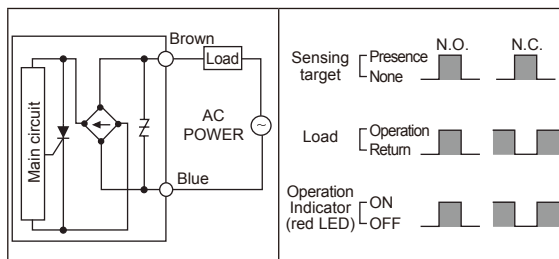 Brown
Load
Main circuit
AC
POWER
~
Blue
N.O.
N.C.
Sensing
target
Presence
None
Load
Operation
Return
Operation
Indicator
(red LED)
ON
OFF